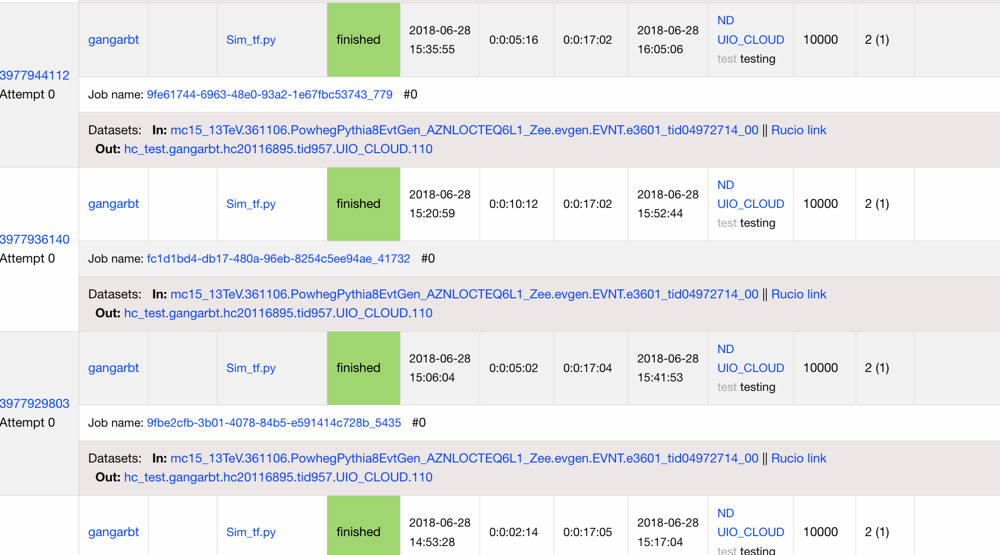 gangarbt Sim_tf.py finished 2018-06-28 15:35:55 0:0:05:16 0:0:17:02 2018-06-28 16:05:06 ND UIO_CLOUD test testing 10000 2 (1)
3977944112
Attempt 0
Job name: 9fe61744-6963-48e0-93a2-1e67fbc53743_779 #0
Datasets: In: mc15_13TeV.361106.PowhegPythia8EvtGen_AZNLOCTEQ6L1_Zee.evgen.EVNT.e3601_tid04972714_00 || Rucio link
Out: hc_test.gangarbt.hc20116895.tid957.UIO_CLOUD.110
gangarbt Sim_tf.py finished 2018-06-28 15:20:59 0:0:10:12 0:0:17:02 2018-06-28 15:52:44 ND UIO_CLOUD test testing 10000 2 (1)
3977936140
Attempt 0
Job name: fc1d1bd4-db17-480a-96eb-8254c5ee94ae_41732 #0
Datasets: In: mc15_13TeV.361106.PowhegPythia8EvtGen_AZNLOCTEQ6L1_Zee.evgen.EVNT.e3601_tid04972714_00 || Rucio link
Out: hc_test.gangarbt.hc20116895.tid957.UIO_CLOUD.110
gangarbt Sim_tf.py finished 2018-06-28 15:06:04 0:0:05:02 0:0:17:04 2018-06-28 15:41:53 ND UIO_CLOUD test testing 10000 2 (1)
3977929803
Attempt 0
Job name: 9fbe2cfb-3b01-4078-84b5-e591414c728b_5435 #0
Datasets: In: mc15_13TeV.361106.PowhegPythia8EvtGen_AZNLOCTEQ6L1_Zee.evgen.EVNT.e3601_tid04972714_00 || Rucio link
Out: hc_test.gangarbt.hc20116895.tid957.UIO_CLOUD.110
gangarbt Sim_tf.py finished 2018-06-28 14:53:28 0:0:02:14 0:0:17:05 2018-06-28 15:17:04 ND UIO_CLOUD test testing 10000 2 (1)